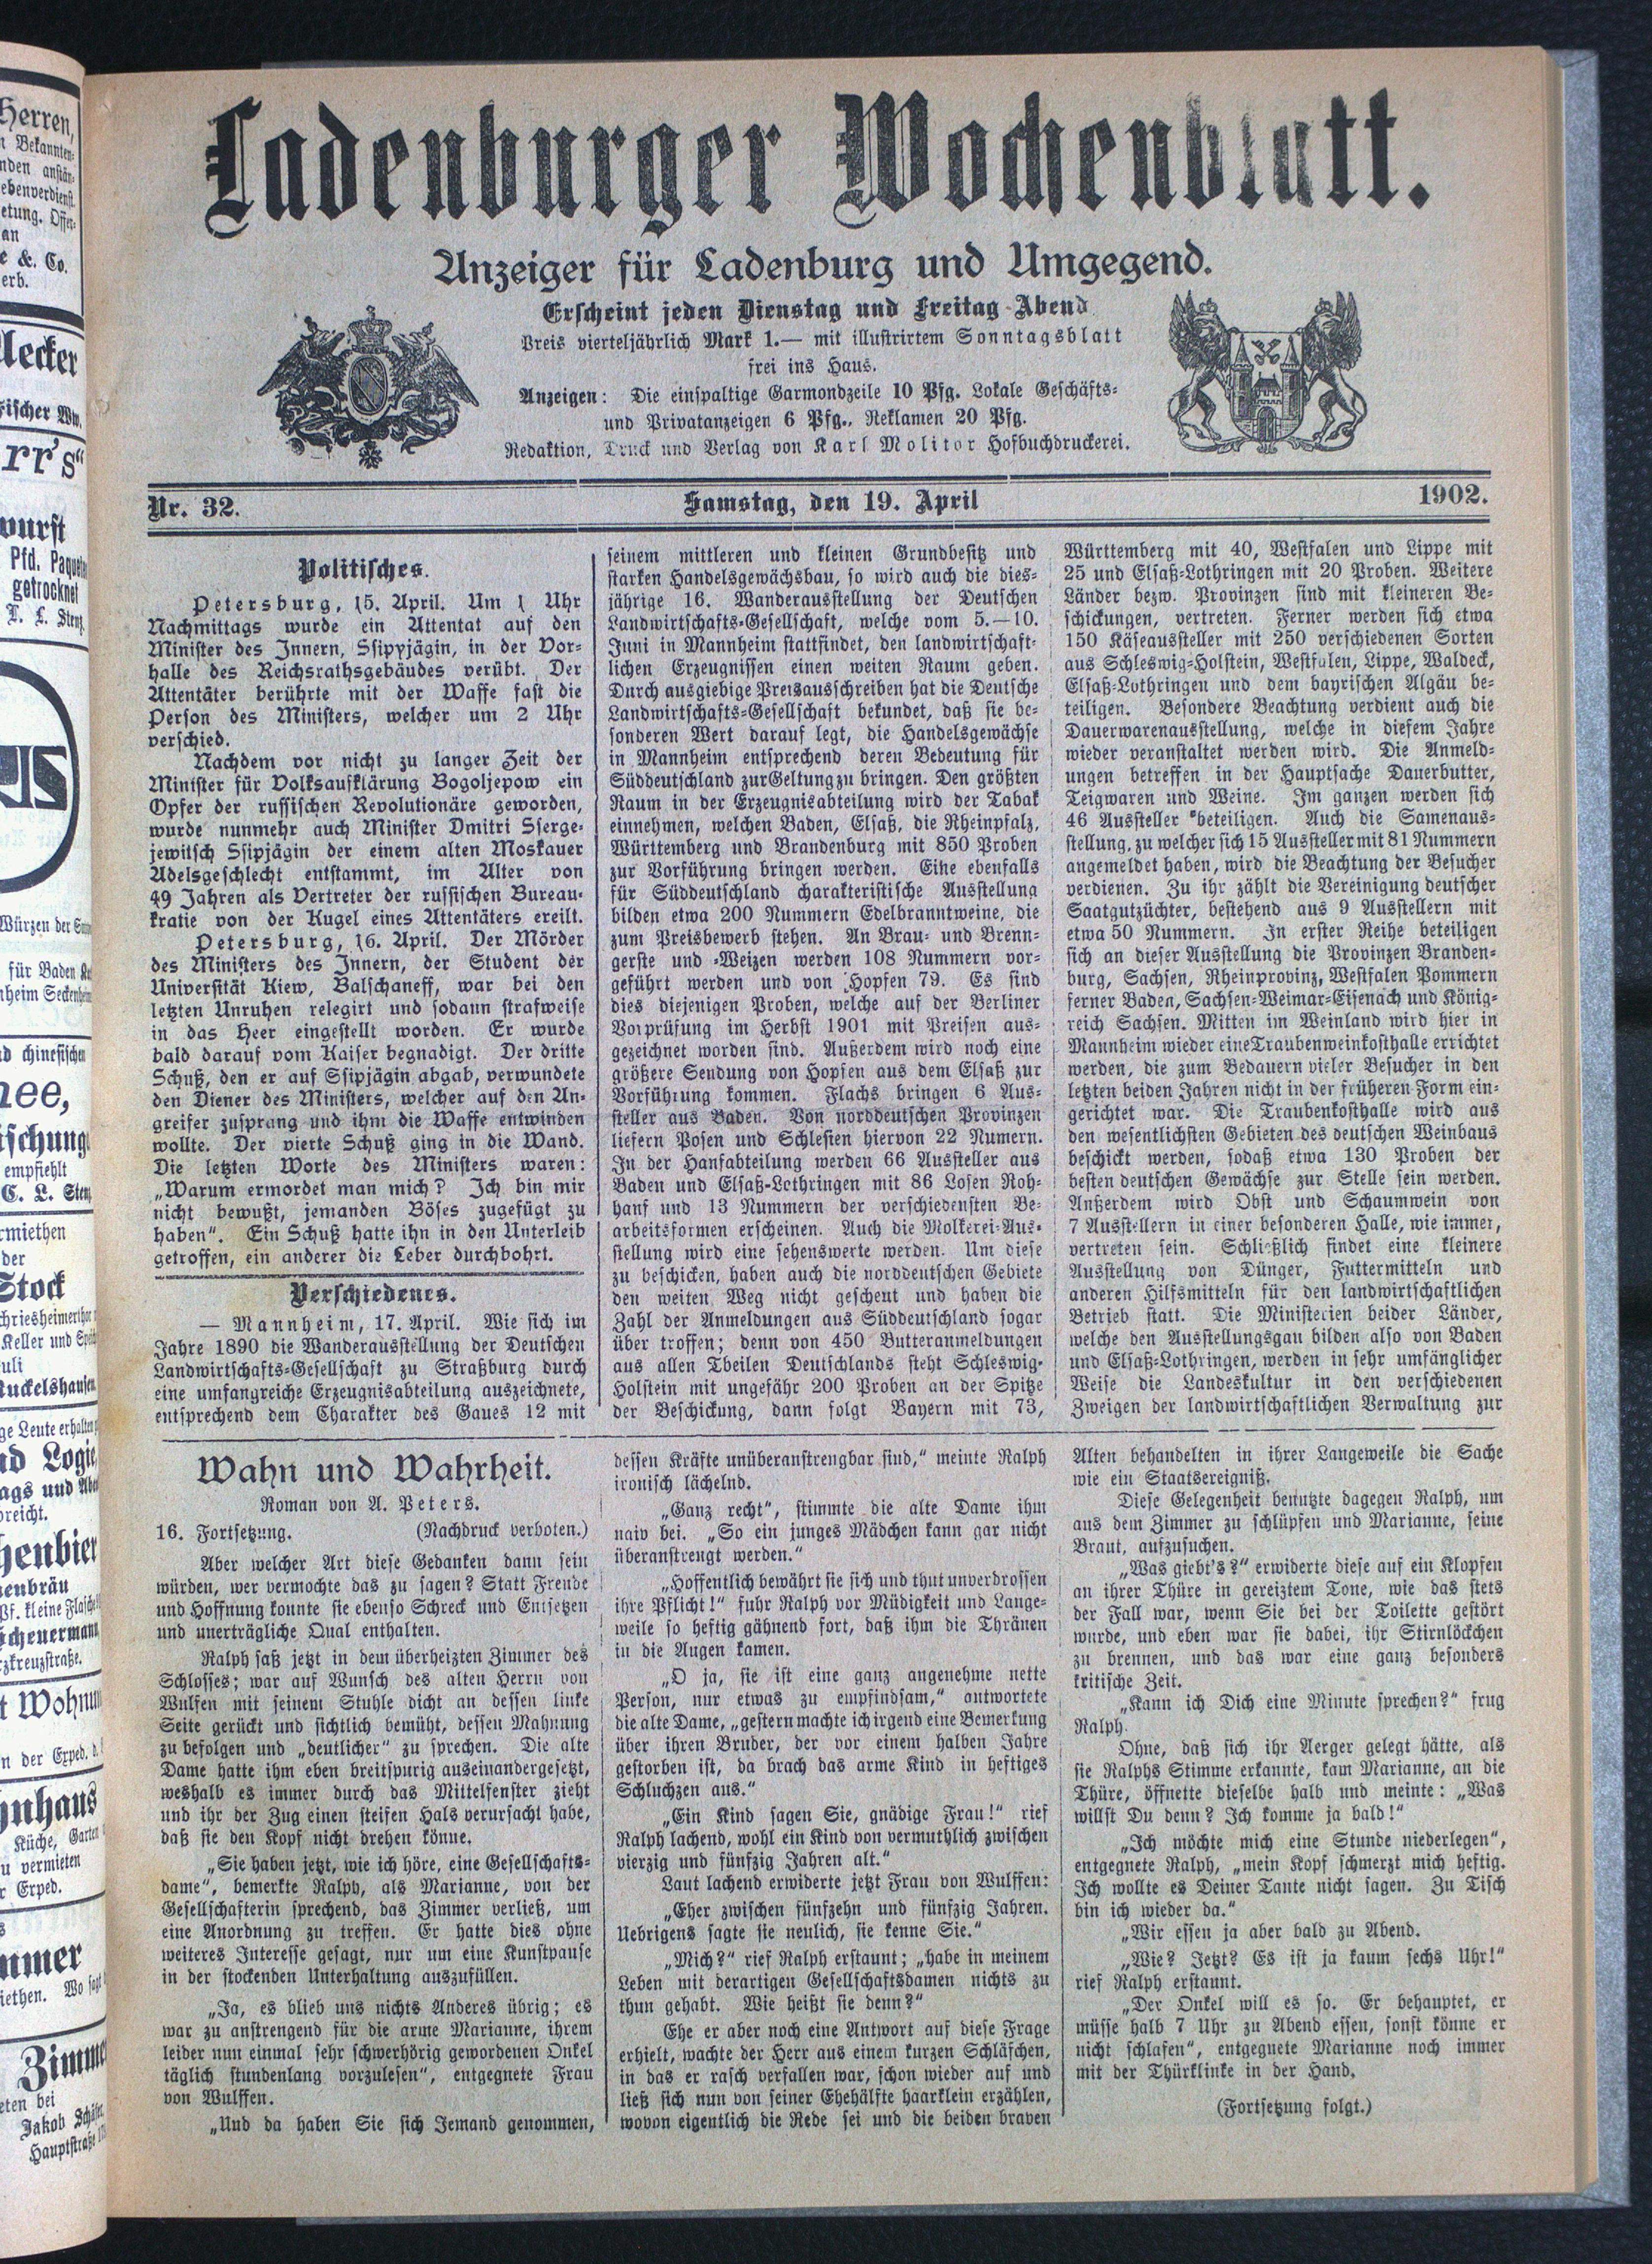 Ladenburger Wochenblatt.
Anzeiger für Ladenburg und Umgegend.
Erscheint jeden Dienstag und Freitag Abend
Preis vierteljährlich Mark 1.— mit illustrirtem Sonntagsblatt
frei ins Haus.
Anzeigen: Die einspaltige Garmondzeile 10 Pfg. Lokale Geschäfts-
und Privatanzeigen 6 Pfg., Reklamen 20 Pfg.
Redaktion, Druck und Verlag von Karl Molitor Hofbuchdruckerei.
Nr. 32. Samstag, den 19. April 1902.
Politisches.
Petersburg, 15. April. Um 1 Uhr
Nachmittags wurde ein Attentat auf den
Minister des Innern, Ssippjägin, in der Vor-
halle des Reichsrathsgebäudes verübt. Der
Attentäter berührte mit der Waffe fast die
Person des Ministers, welcher um 2 Uhr
verschied.
Nachdem vor nicht zu langer Zeit der
Minister für Volksaufklärung Bogoljepow ein
Opfer der russischen Revolutionäre geworden,
wurde nunmehr auch Minister Dmitri Sserge-
jewitsch Ssipjägin der einem alten Moskauer
Adelsgeschlecht entstammt, im Alter von
49 Jahren als Vertreter der russischen Bureau-
kratie von der Kugel eines Attentäters ereilt.
Petersburg, 16. April. Der Mörder
des Ministers des Innern, der Student der
Universität Kiew, Balschaneff, war bei den
letzten Unruhen relegirt und sodann strafweise
in das Heer eingestellt worden. Er wurde
bald darauf vom Kaiser begnadigt. Der dritte
Schuß, den er auf Ssipjägin abgab, verwundete
den Diener des Ministers, welcher auf den An-
greifer zusprang und ihm die Waffe entwinden
wollte. Der vierte Schuß ging in die Wand.
Die letzten Worte des Ministers waren:
„Warum ermordet man mich? Ich bin mir
nicht bewußt, jemanden Böses zugefügt zu
haben“. Ein Schuß hatte ihn in den Unterleib
getroffen, ein anderer die Leber durchbohrt.
Verschiedenes.
— Mannheim, 17. April. Wie sich im
Jahre 1890 die Wanderausstellung der Deutschen
Landwirtschafts-Gesellschaft zu Straßburg durch
eine umfangreiche Erzeugnisabteilung auszeichnete,
entsprechend dem Charakter des Gaues 12 mit
seinem mittleren und kleinen Grundbesitz und
starken Handelsgewächsbau, so wird auch die dies-
jährige 16. Wanderausstellung der Deutschen
Landwirtschafts-Gesellschaft, welche vom 5.—10.
Juni in Mannheim stattfindet, den landwirtschaft-
lichen Erzeugnissen einen weiten Raum geben.
Durch ausgiebige Preisausschreiben hat die Deutsche
Landwirtschafts-Gesellschaft bekundet, daß sie be-
sonderen Wert darauf legt, die Handelsgewächse
in Mannheim entsprechend deren Bedeutung für
Süddeutschland zur Geltung zu bringen. Den größten
Raum in der Erzeugnisabteilung wird der Tabak
einnehmen, welchen Baden, Elsaß, die Rheinpfalz,
Württemberg und Brandenburg mit 850 Proben
zur Vorführung bringen werden. Eine ebenfalls
für Süddeutschland charakteristische Ausstellung
bilden etwa 200 Nummern Edelbranntweine, die
zum Preisbewerb stehen. An Brau- und Brenn-
gerste und -Weizen werden 108 Nummern vor-
geführt werden und von Hopfen 79. Es sind
dies diejenigen Proben, welche auf der Berliner
Vorprüfung im Herbst 1901 mit Preisen aus-
gezeichnet worden sind. Außerdem wird noch eine
größere Sendung von Hopfen aus dem Elsaß zur
Vorführung kommen. Flachs bringen 6 Aus-
steller aus Baden. Von norddeutschen Provinzen
liefern Posen und Schlesien hiervon 22 Numern.
In der Hanfabteilung werden 66 Aussteller aus
Baden und Elsaß-Lothringen mit 86 Losen Roh-
hanf und 13 Nummern der verschiedensten Be-
arbeitsformen erscheinen. Auch die Molkerei-Aus-
stellung wird eine sehenswerte werden. Um diese
zu beschicken, haben auch die norddeutschen Gebiete
den weiten Weg nicht gescheut und haben die
Zahl der Anmeldungen aus Süddeutschland sogar
über troffen; denn von 450 Butteranmeldungen
aus allen Theilen Deutschlands steht Schleswig-
Holstein mit ungefähr 200 Proben an der Spitze
der Beschickung, dann folgt Bayern mit 73,
Württemberg mit 40, Westfalen und Lippe mit
25 und Elsaß-Lothringen mit 20 Proben. Weitere
Länder bezw. Provinzen sind mit kleineren Be-
schickungen, vertreten. Ferner werden sich etwa
150 Käseaussteller mit 250 verschiedenen Sorten
aus Schleswig-Holstein, Westfalen, Lippe, Waldeck,
Elsaß-Lothringen und dem bayrischen Algäu be-
teiligen. Besondere Beachtung verdient auch die
Dauerwarenausstellung, welche in diesem Jahre
wieder veranstaltet werden wird. Die Anmeld-
ungen betreffen in der Hauptsache Dauerbutter,
Teigwaren und Weine. Im ganzen werden sich
46 Aussteller beteiligen. Auch die Samenaus-
stellung, zu welcher sich 15 Aussteller mit 81 Nummern
angemeldet haben, wird die Beachtung der Besucher
verdienen. Zu ihr zählt die Vereinigung deutscher
Saatgutzüchter, bestehend aus 9 Ausstellern mit
etwa 50 Nummern. In erster Reihe beteiligen
sich an dieser Ausstellung die Provinzen Branden-
burg, Sachsen, Rheinprovinz, Westfalen Pommern
ferner Baden, Sachsen-Weimar-Eisenach und König-
reich Sachsen. Mitten im Weinland wird hier in
Mannheim wieder eine Traubenweinkosthalle errichtet
werden, die zum Bedauern vieler Besucher in den
letzten beiden Jahren nicht in der früheren Form ein-
gerichtet war. Die Traubenkosthalle wird aus
den wesentlichsten Gebieten des deutschen Weinbaus
beschickt werden, sodaß etwa 130 Proben der
besten deutschen Gewächse zur Stelle sein werden.
Außerdem wird Obst und Schaumwein von
7 Ausstellern in einer besonderen Halle, wie immer,
vertreten sein. Schließlich findet eine kleinere
Ausstellung von Dünger, Futtermitteln und
anderen Hilfsmitteln für den landwirtschaftlichen
Betrieb statt. Die Ministerien beider Länder,
welche den Ausstellungsgau bilden also von Baden
und Elsaß-Lothringen, werden in sehr umfänglicher
Weise die Landeskultur in den verschiedenen
Zweigen der landwirtschaftlichen Verwaltung zur
Wahn und Wahrheit.
Roman von A. Peters.
16. Fortsetzung. (Nachdruck verboten.)
Aber welcher Art diese Gedanken dann sein
würden, wer vermochte das zu sagen? Statt Freude
und Hoffnung konnte sie ebenso Schreck und Entsetzen
und unerträgliche Qual enthalten.
Ralph saß jetzt in dem überheizten Zimmer des
Schlosses; war auf Wunsch des alten Herrn von
Wulfen mit seinem Stuhle dicht an dessen linke
Seite gerückt und sichtlich bemüht, dessen Mahnung
zu befolgen und „deutlicher“ zu sprechen. Die alte
Dame hatte ihm eben breitspurig auseinandergesetzt,
weshalb es immer durch das Mittelfenster zieht
und ihr der Zug einen steifen Hals verursacht habe,
daß sie den Kopf nicht drehen könne.
„Sie haben jetzt, wie ich höre, eine Gesellschafts-
dame“, bemerkte Ralph, als Marianne, von der
Gesellschafterin sprechend, das Zimmer verließ, um
eine Anordnung zu treffen. Er hatte dies ohne
weiteres Interesse gesagt, nur um eine Kunstpause
in der stockenden Unterhaltung auszufüllen.
„Ja, es blieb uns nichts Anderes übrig; es
war zu anstrengend für die arme Marianne, ihrem
leider nun einmal sehr schwerhörig gewordenen Onkel
täglich stundenlang vorzulesen“, entgegnete Frau
von Wulffen.
„Und da haben Sie sich Jemand genommen,
dessen Kräfte unüberanstrengbar sind,“ meinte Ralph
ironisch lächelnd.
„Ganz recht“, stimmte die alte Dame ihm
naiv bei. „So ein junges Mädchen kann gar nicht
überanstrengt werden.“
„Hoffentlich bewährt sie sich und thut unverdrossen
ihre Pflicht!“ fuhr Ralph vor Müdigkeit und Lange-
weile so heftig gähnend fort, daß ihm die Thränen
in die Augen kamen.
„O ja, sie ist eine ganz angenehme nette
Person, nur etwas zu empfindsam,“ antwortete
die alte Dame, „gestern machte ich irgend eine Bemerkung
über ihren Bruder, der vor einem halben Jahre
gestorben ist, da brach das arme Kind in heftiges
Schluchzen aus.“
„Ein Kind sagen Sie, gnädige Frau!“ rief
Ralph lachend, wohl ein Kind von vermuthlich zwischen
vierzig und fünfzig Jahren alt.“
Laut lachend erwiderte jetzt Frau von Wulffen:
„Eher zwischen fünfzehn und fünfzig Jahren.
Uebrigens sagte sie neulich, sie kenne Sie.“
„Mich?“ rief Ralph erstaunt; „habe in meinem
Leben mit derartigen Gesellschaftsdamen nichts zu
thun gehabt. Wie heißt sie denn?“
Ehe er aber noch eine Antwort auf diese Frage
erhielt, wachte der Herr aus einem kurzen Schläfchen,
in das er rasch verfallen war, schon wieder auf und
ließ sich nun von seiner Ehehälfte haarklein erzählen,
wovon eigentlich die Rede sei und die beiden braven
Alten behandelten in ihrer Langeweile die Sache
wie ein Staatsereigniß.
Diese Gelegenheit benutzte dagegen Ralph, um
aus dem Zimmer zu schlüpfen und Marianne, seine
Braut, aufzusuchen.
„Was giebt's?“ erwiderte diese auf ein Klopfen
an ihrer Thüre in gereiztem Tone, wie das stets
der Fall war, wenn Sie bei der Toilette gestört
wurde, und eben war sie dabei, ihr Stirnlöckchen
zu brennen, und das war eine ganz besonders
kritische Zeit.
„Kann ich Dich eine Minute sprechen?“ frug
Ralph.
Ohne, daß sich ihr Aerger gelegt hätte, als
sie Ralphs Stimme erkannte, kam Marianne, an die
Thüre, öffnette dieselbe halb und meinte: „Was
willst Du denn? Ich komme ja bald!“
„Ich möchte mich eine Stunde niederlegen“,
entgegnete Ralph, „mein Kopf schmerzt mich heftig.
Ich wollte es Deiner Tante nicht sagen. Zu Tisch
bin ich wieder da.“
„Wir essen ja aber bald zu Abend.
„Wie? Jetzt? Es ist ja kaum sechs Uhr!“
rief Ralph erstaunt.
„Der Onkel will es so. Er behauptet, er
müsse halb 7 Uhr zu Abend essen, sonst könne er
nicht schlafen“, entgegnete Marianne noch immer
mit der Thürklinke in der Hand.
(Fortsetzung folgt.)